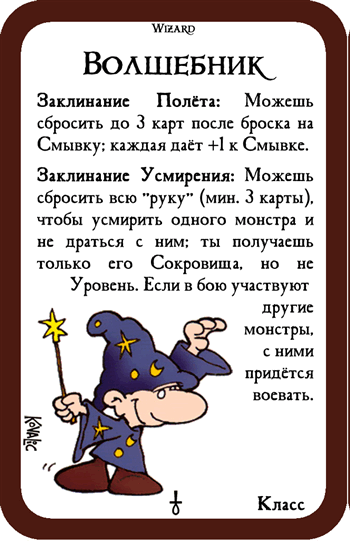 Wizard
Волшебник
Заклинание Полёта: Можешь
сбросить до 3 карт после броска на
Смывку; каждая даёт +1 к Смывке.
Заклинание Усмирения: Можешь
сбросить всю "руку" (мин. 3 карты),
чтобы усмирить одного монстра и
не драться с ним; ты получаешь
только его Сокровища, но не
Уровень. Если в бою участвуют
другие
монстры,
с ними
придётся
воевать.
Kovalic
Класс